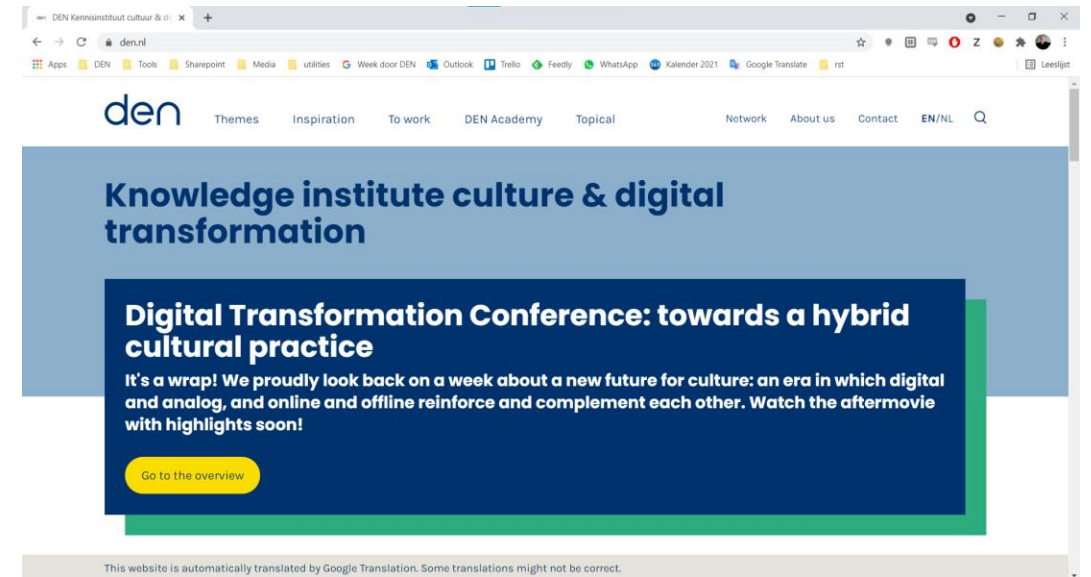 DEN Kennisinstituut cultuur & di
den.nl
Apps DEN Tools Sharepoint Media utilities Week door DEN Outlook Trello Feedly WhatsApp Kalender 2021 Google Translate rst Leeslijst
den Themes Inspiration To work DEN Academy Topical Network About us Contact EN/NL
Knowledge institute culture & digital
transformation
Digital Transformation Conference: towards a hybrid
cultural practice
It's a wrap! We proudly look back on a week about a new future for culture: an era in which digital
and analog, and online and offline reinforce and complement each other. Watch the aftermovie
with highlights soon!
Go to the overview
This website is automatically translated by Google Translation. Some translations might not be correct.